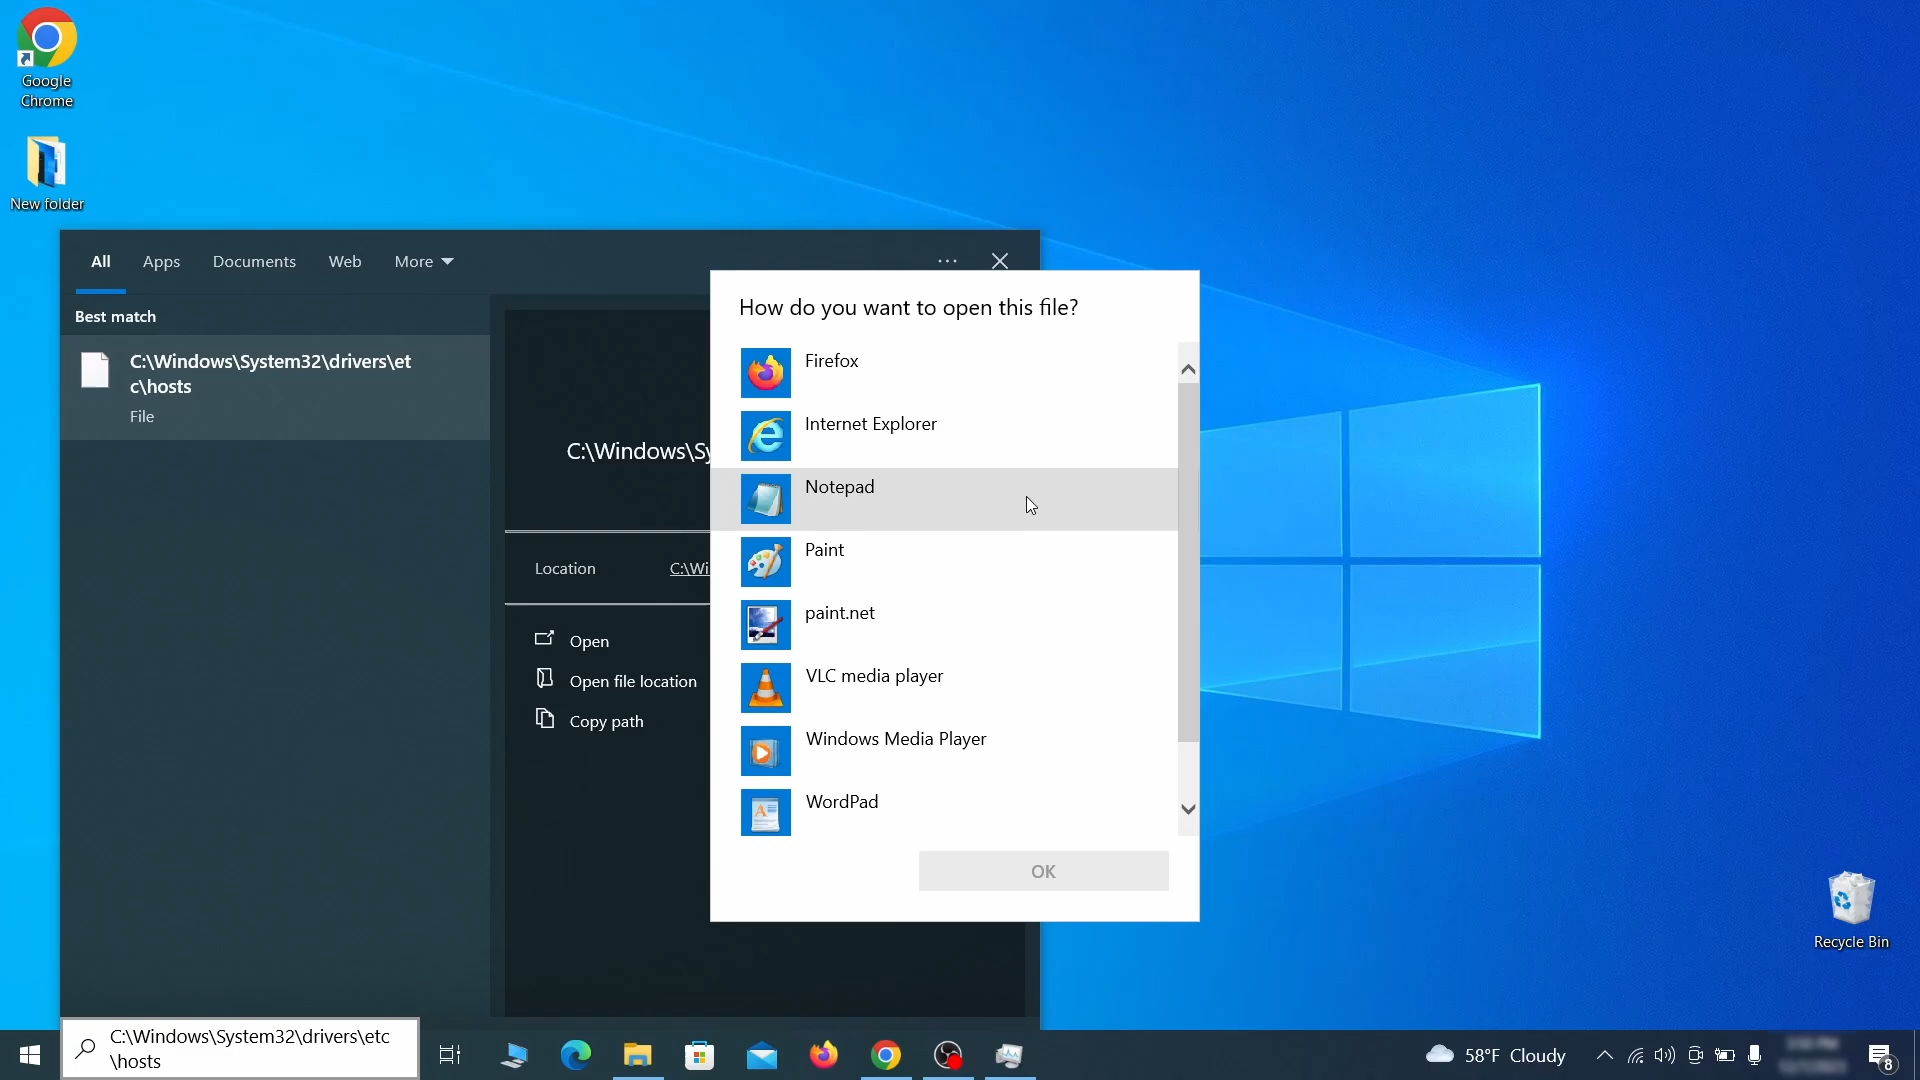 Google
Chrome
New folder
All
Apps
Documents
Web
More
Best match
C:\Windows\System32\drivers\et
c\hosts
File
C:\Windows\Sy
Location
C:\Wi
Open
Open file location
Copy path
How do you want to open this file?
Firefox
Internet Explorer
Notepad
Paint
paint.net
VLC media player
Windows Media Player
WordPad
OK
Recycle Bin
C:\Windows\System32\drivers\etc
\hosts
58°F Cloudy
8